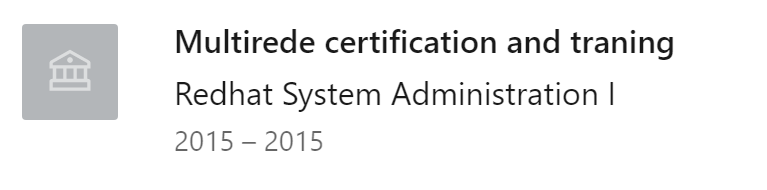 Multirede certification and traning
Redhat System Administration I
2015 – 2015